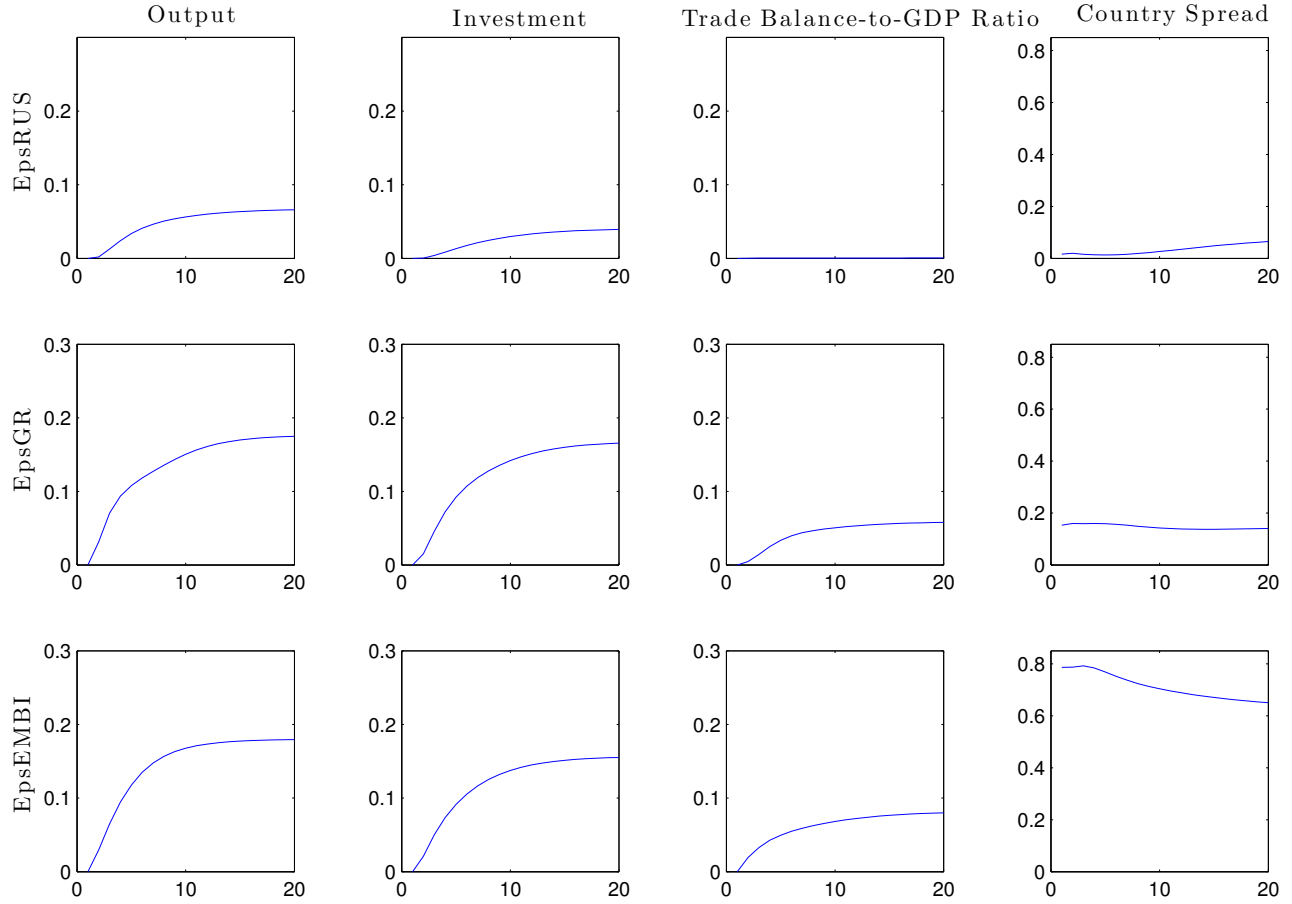 Output Investment Trade Balance-to-GDP Ratio Country Spread
EpsRUS
0.2 0.2 0.2 0.8
0.6
0.1 0.1 0.1 0.4
0.2
0 0 0 0
0 10 20 0 10 20 0 10 20 0 10 20
EpsGR
0.3 0.3 0.3 0.8
0.2 0.2 0.2 0.6
0.4
0.1 0.1 0.1 0.2
0 0 0 0
0 10 20 0 10 20 0 10 20 0 10 20
EpsEMBI
0.3 0.3 0.3 0.8
0.2 0.2 0.2 0.6
0.4
0.1 0.1 0.1 0.2
0 0 0 0
0 10 20 0 10 20 0 10 20 0 10 20